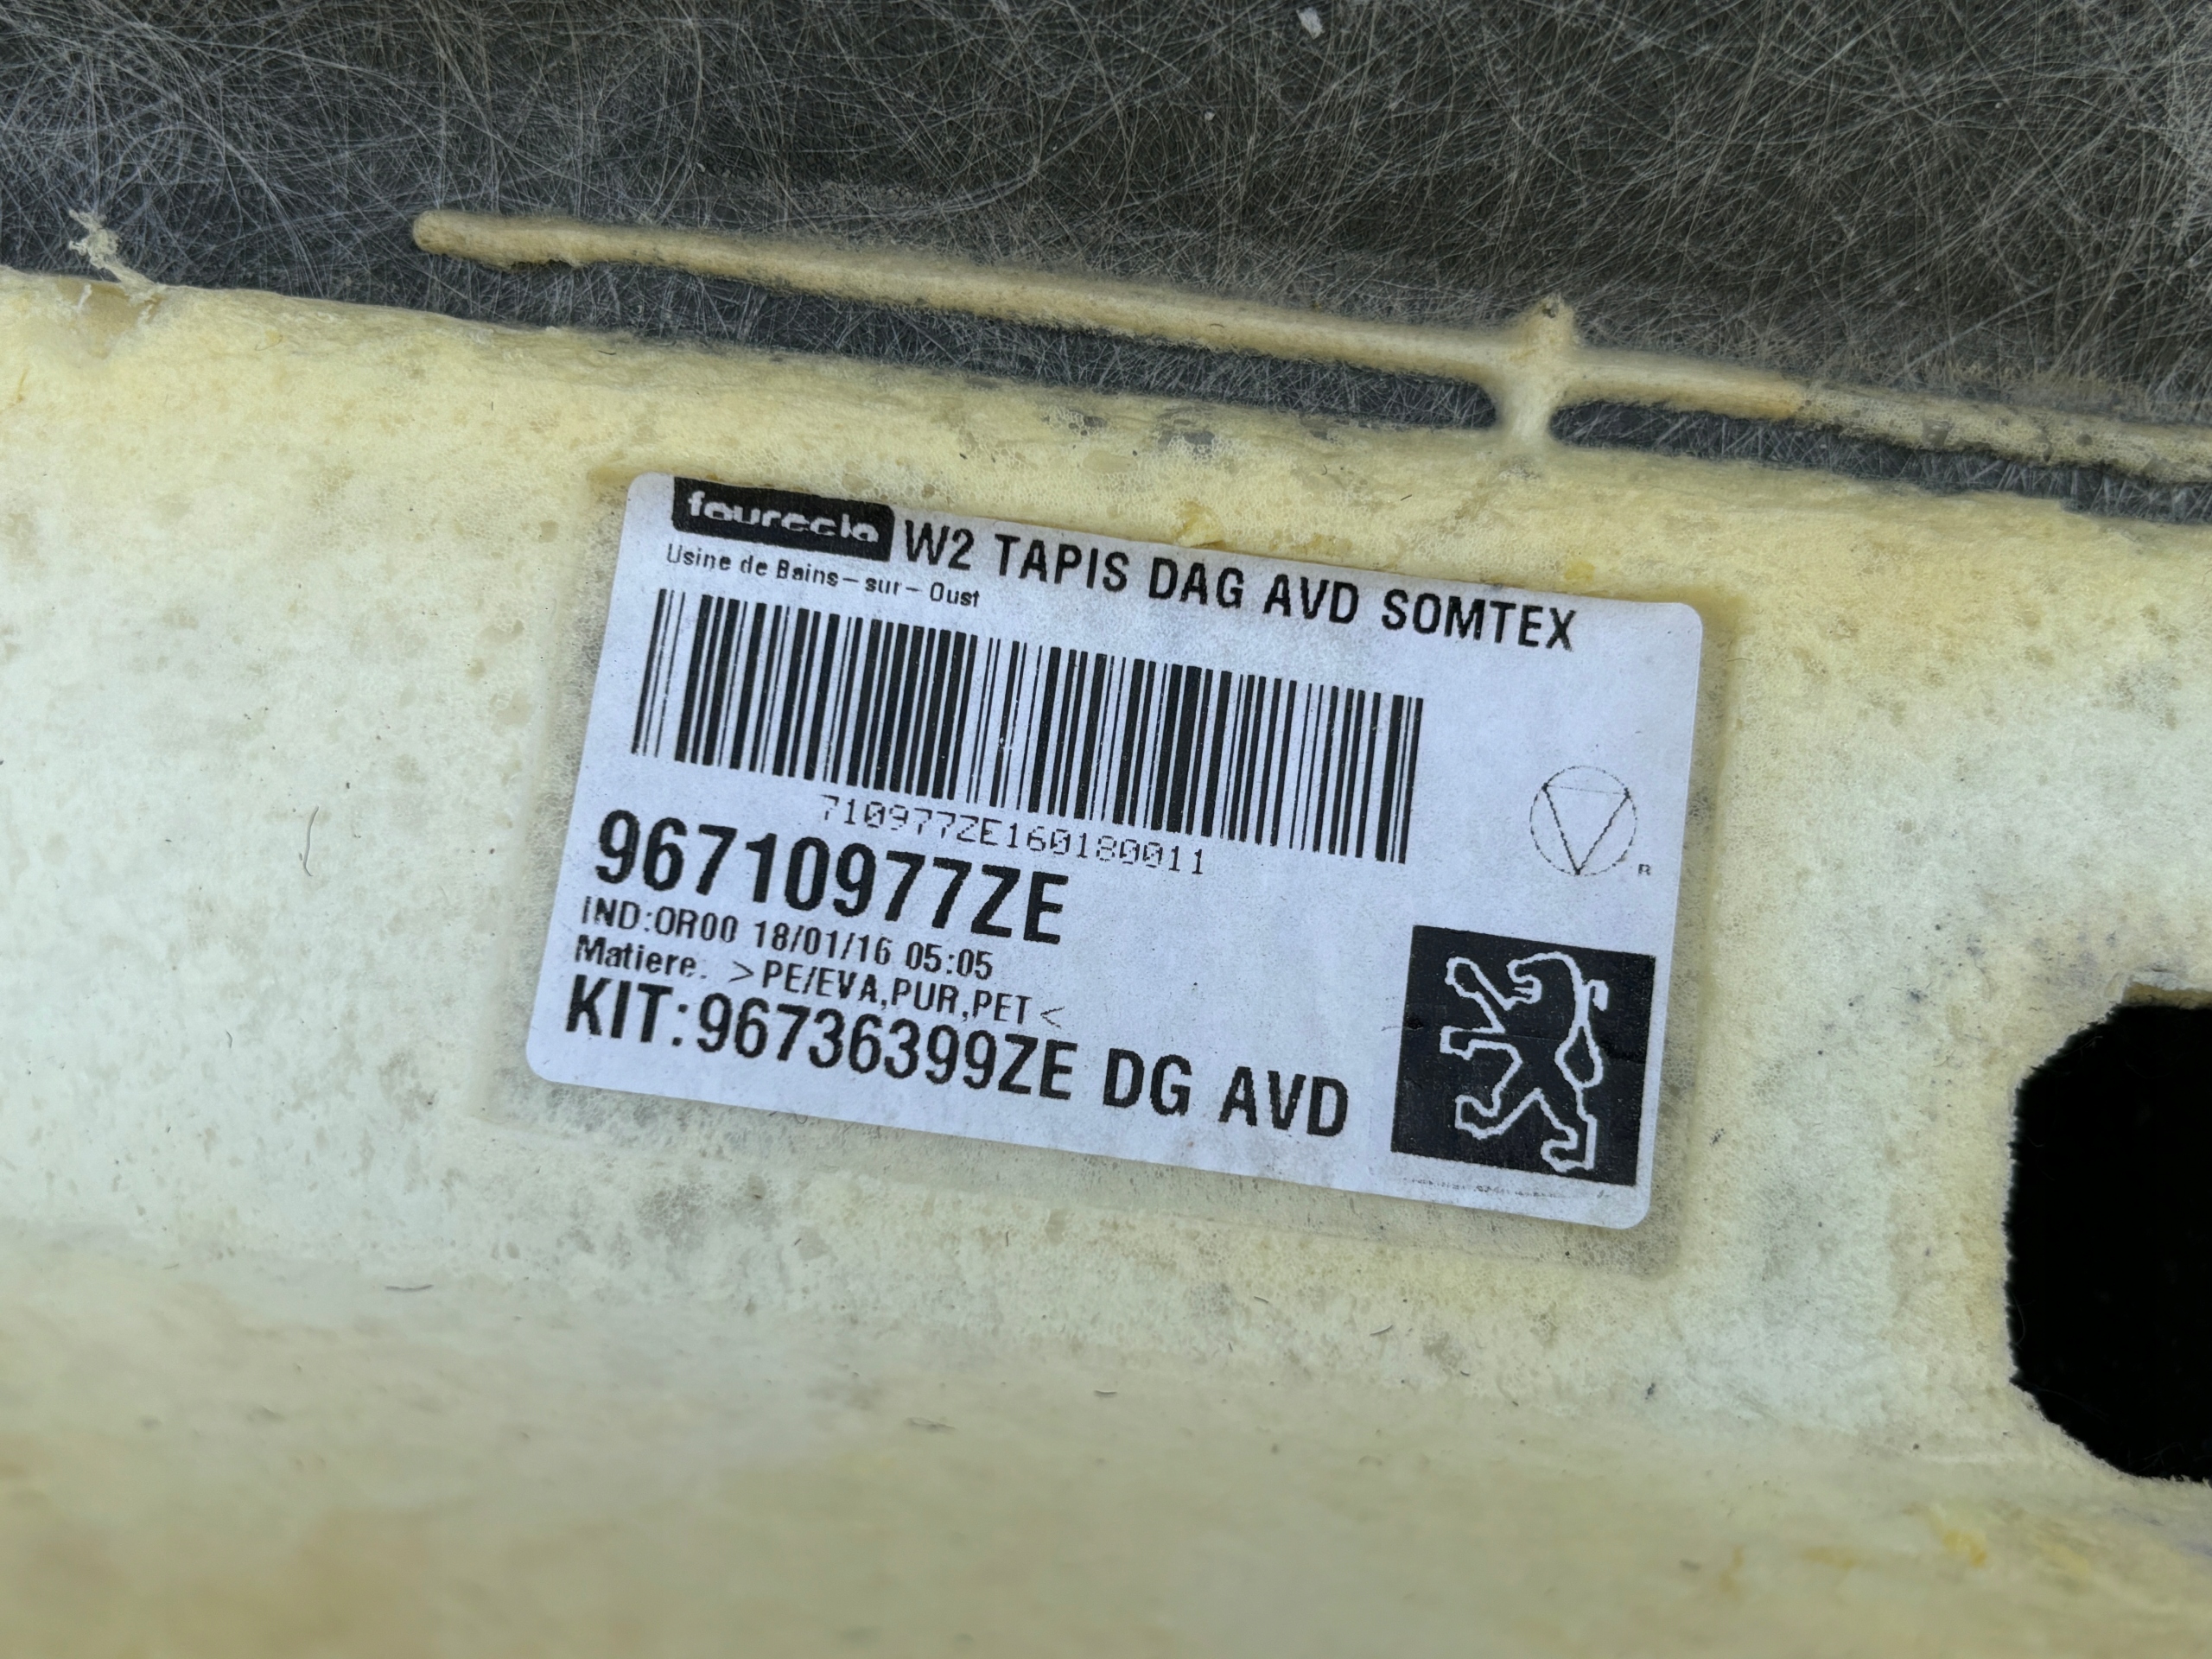 faurecia W2 TAPIS DAG AVD SOMTEX
Usine de Bains-sur-Oust
710977ZE160180011
96710977ZE
IND:OR00 18/01/16 05:05
Matiere. >PE/EVA,PUR,PET<
KIT:96736399ZE DG AVD
R